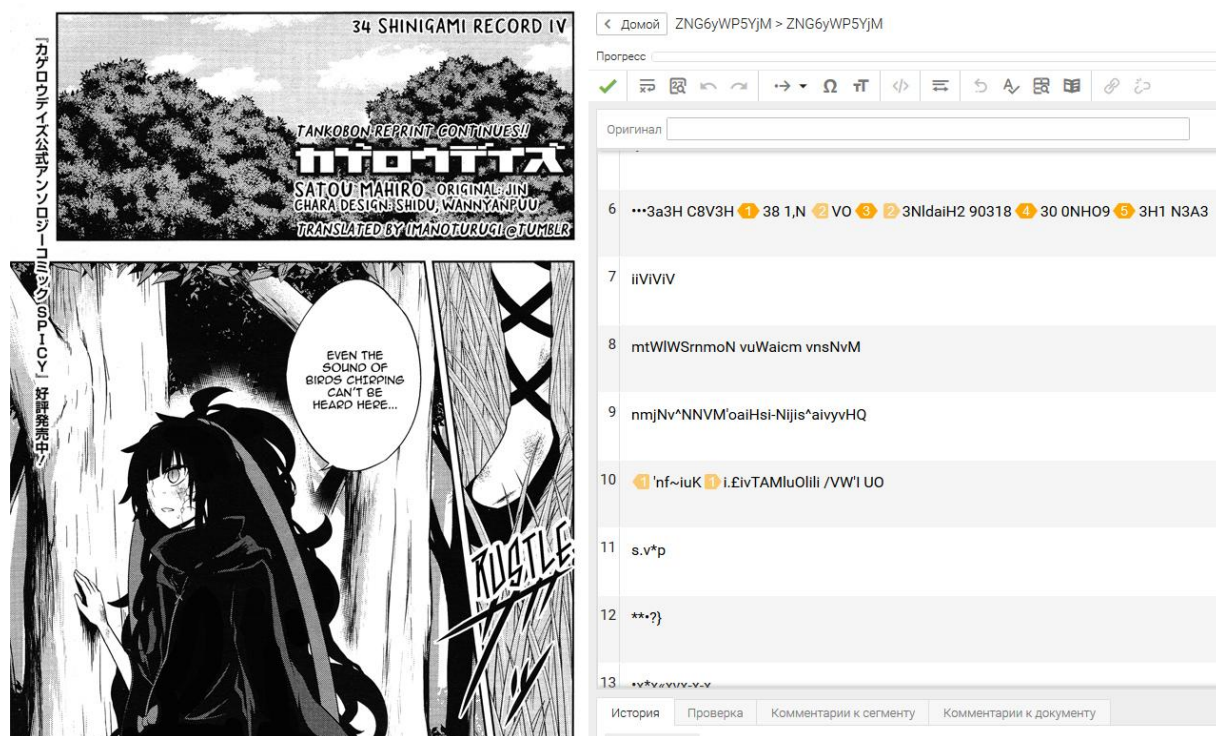 34 SHINIGAMI RECORD IV
TANKOBON REPRINT CONTINUES!!
カゲロウデイズ
SATOU MAHIRO ORIGINAL: JIN
CHARA DESIGN: SHIDU, WANNYANPUU
TRANSLATED BY IMANOTURUGI @ TUMBLR
『カゲロウデイズ公式アンソロジーコミック SPICY』好評発売中！
EVEN THE
SOUND OF
BIRDS CHIRPING
CAN'T BE
HEARD HERE...
RUSTLE
Домой ZNG6yWP5YjM > ZNG6yWP5YjM
Прогресс
Оригинал
6 •••3a3H C8V3H 1 38 1,N 2 VO 3 2 3NldaiH2 90318 4 30 0NHO9 5 3H1 N3A3
7 iiViViV
8 mtWlWSrnmoN vuWaicm vnsNvM
9 nmjNv^NNVM'oaiHsi-Nijis^aivyvHQ
10 1 'nf~iuK 1 i.£ivTAMluOlili /VW'I UO
11 s.v*p
12 **•?}
13
История Проверка Комментарии к сегменту Комментарии к документу